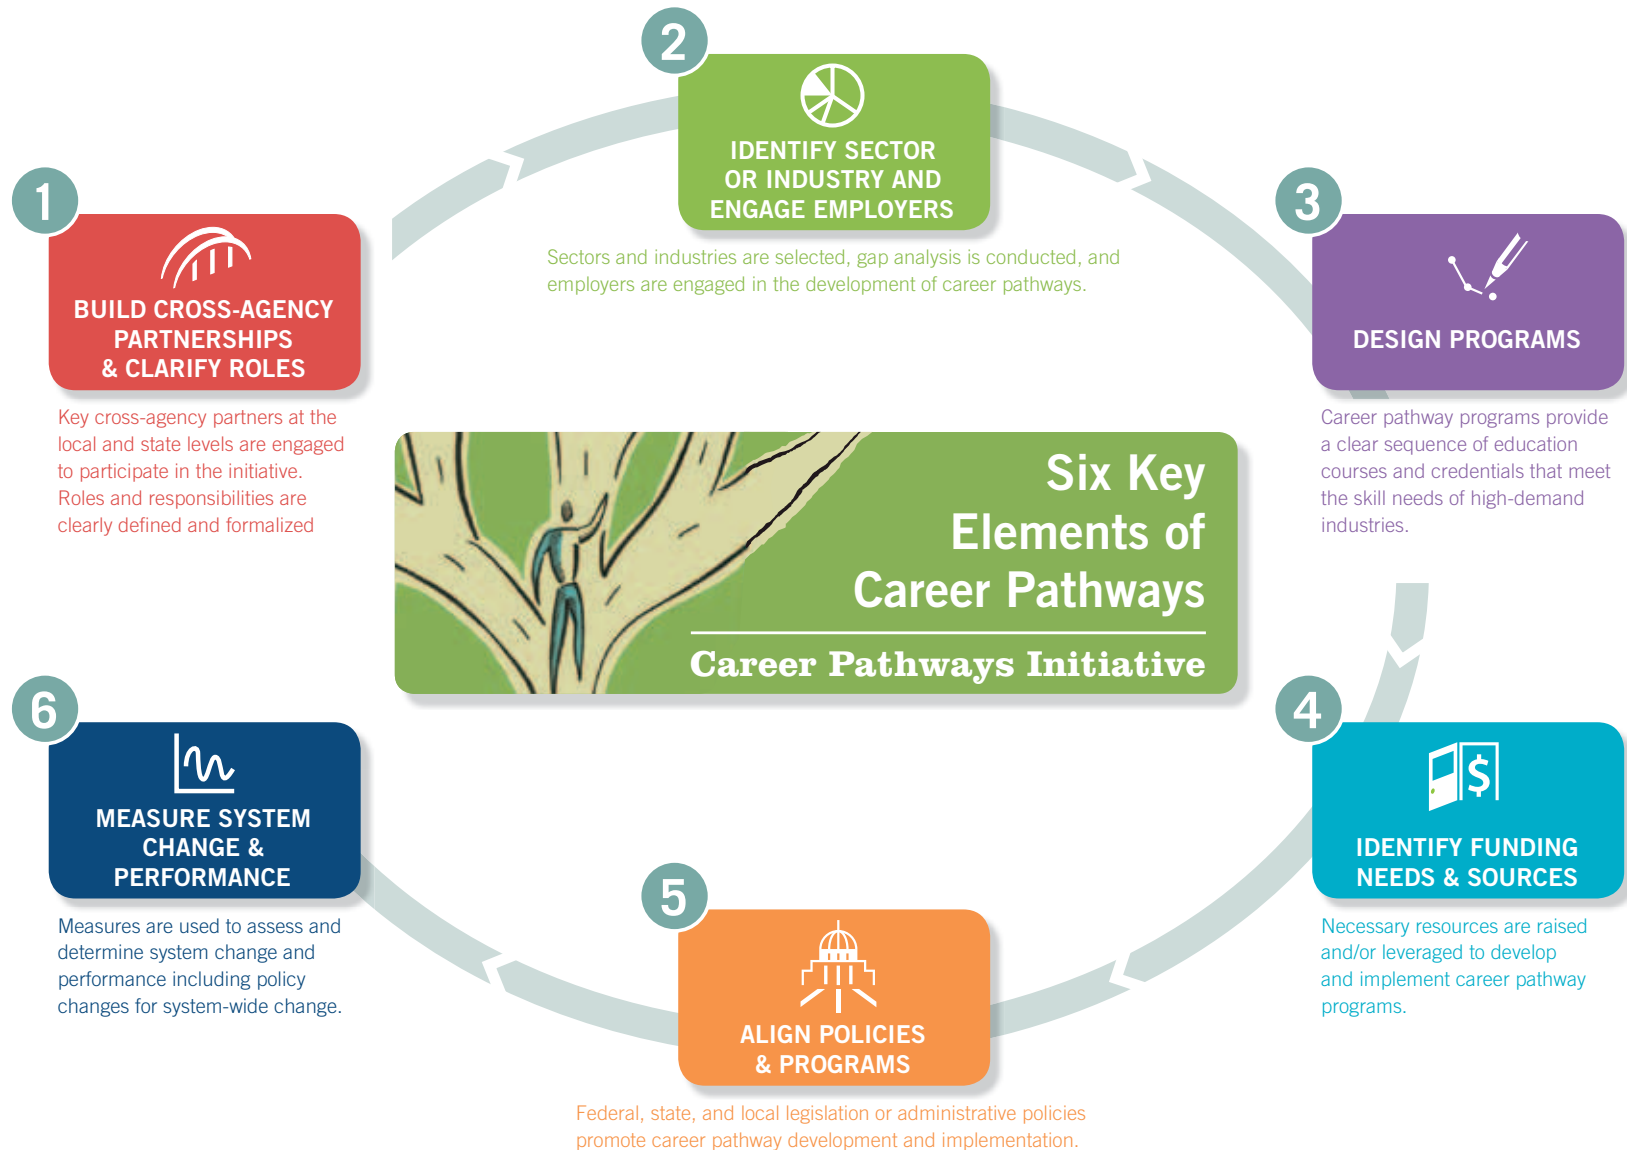 1
BUILD CROSS-AGENCY
PARTNERSHIPS
& CLARIFY ROLES
Key cross-agency partners at the
local and state levels are engaged
to participate in the initiative.
Roles and responsibilities are
clearly defined and formalized
2
IDENTIFY SECTOR
OR INDUSTRY AND
ENGAGE EMPLOYERS
Sectors and industries are selected, gap analysis is conducted, and
employers are engaged in the development of career pathways.
3
DESIGN PROGRAMS
Career pathway programs provide
a clear sequence of education
courses and credentials that meet
the skill needs of high-demand
industries.
Six Key
Elements of
Career Pathways
Career Pathways Initiative
4
$
IDENTIFY FUNDING
NEEDS & SOURCES
Necessary resources are raised
and/or leveraged to develop
and implement career pathway
programs.
5
ALIGN POLICIES
& PROGRAMS
Federal, state, and local legislation or administrative policies
promote career pathway development and implementation.
6
MEASURE SYSTEM
CHANGE &
PERFORMANCE
Measures are used to assess and
determine system change and
performance including policy
changes for system-wide change.